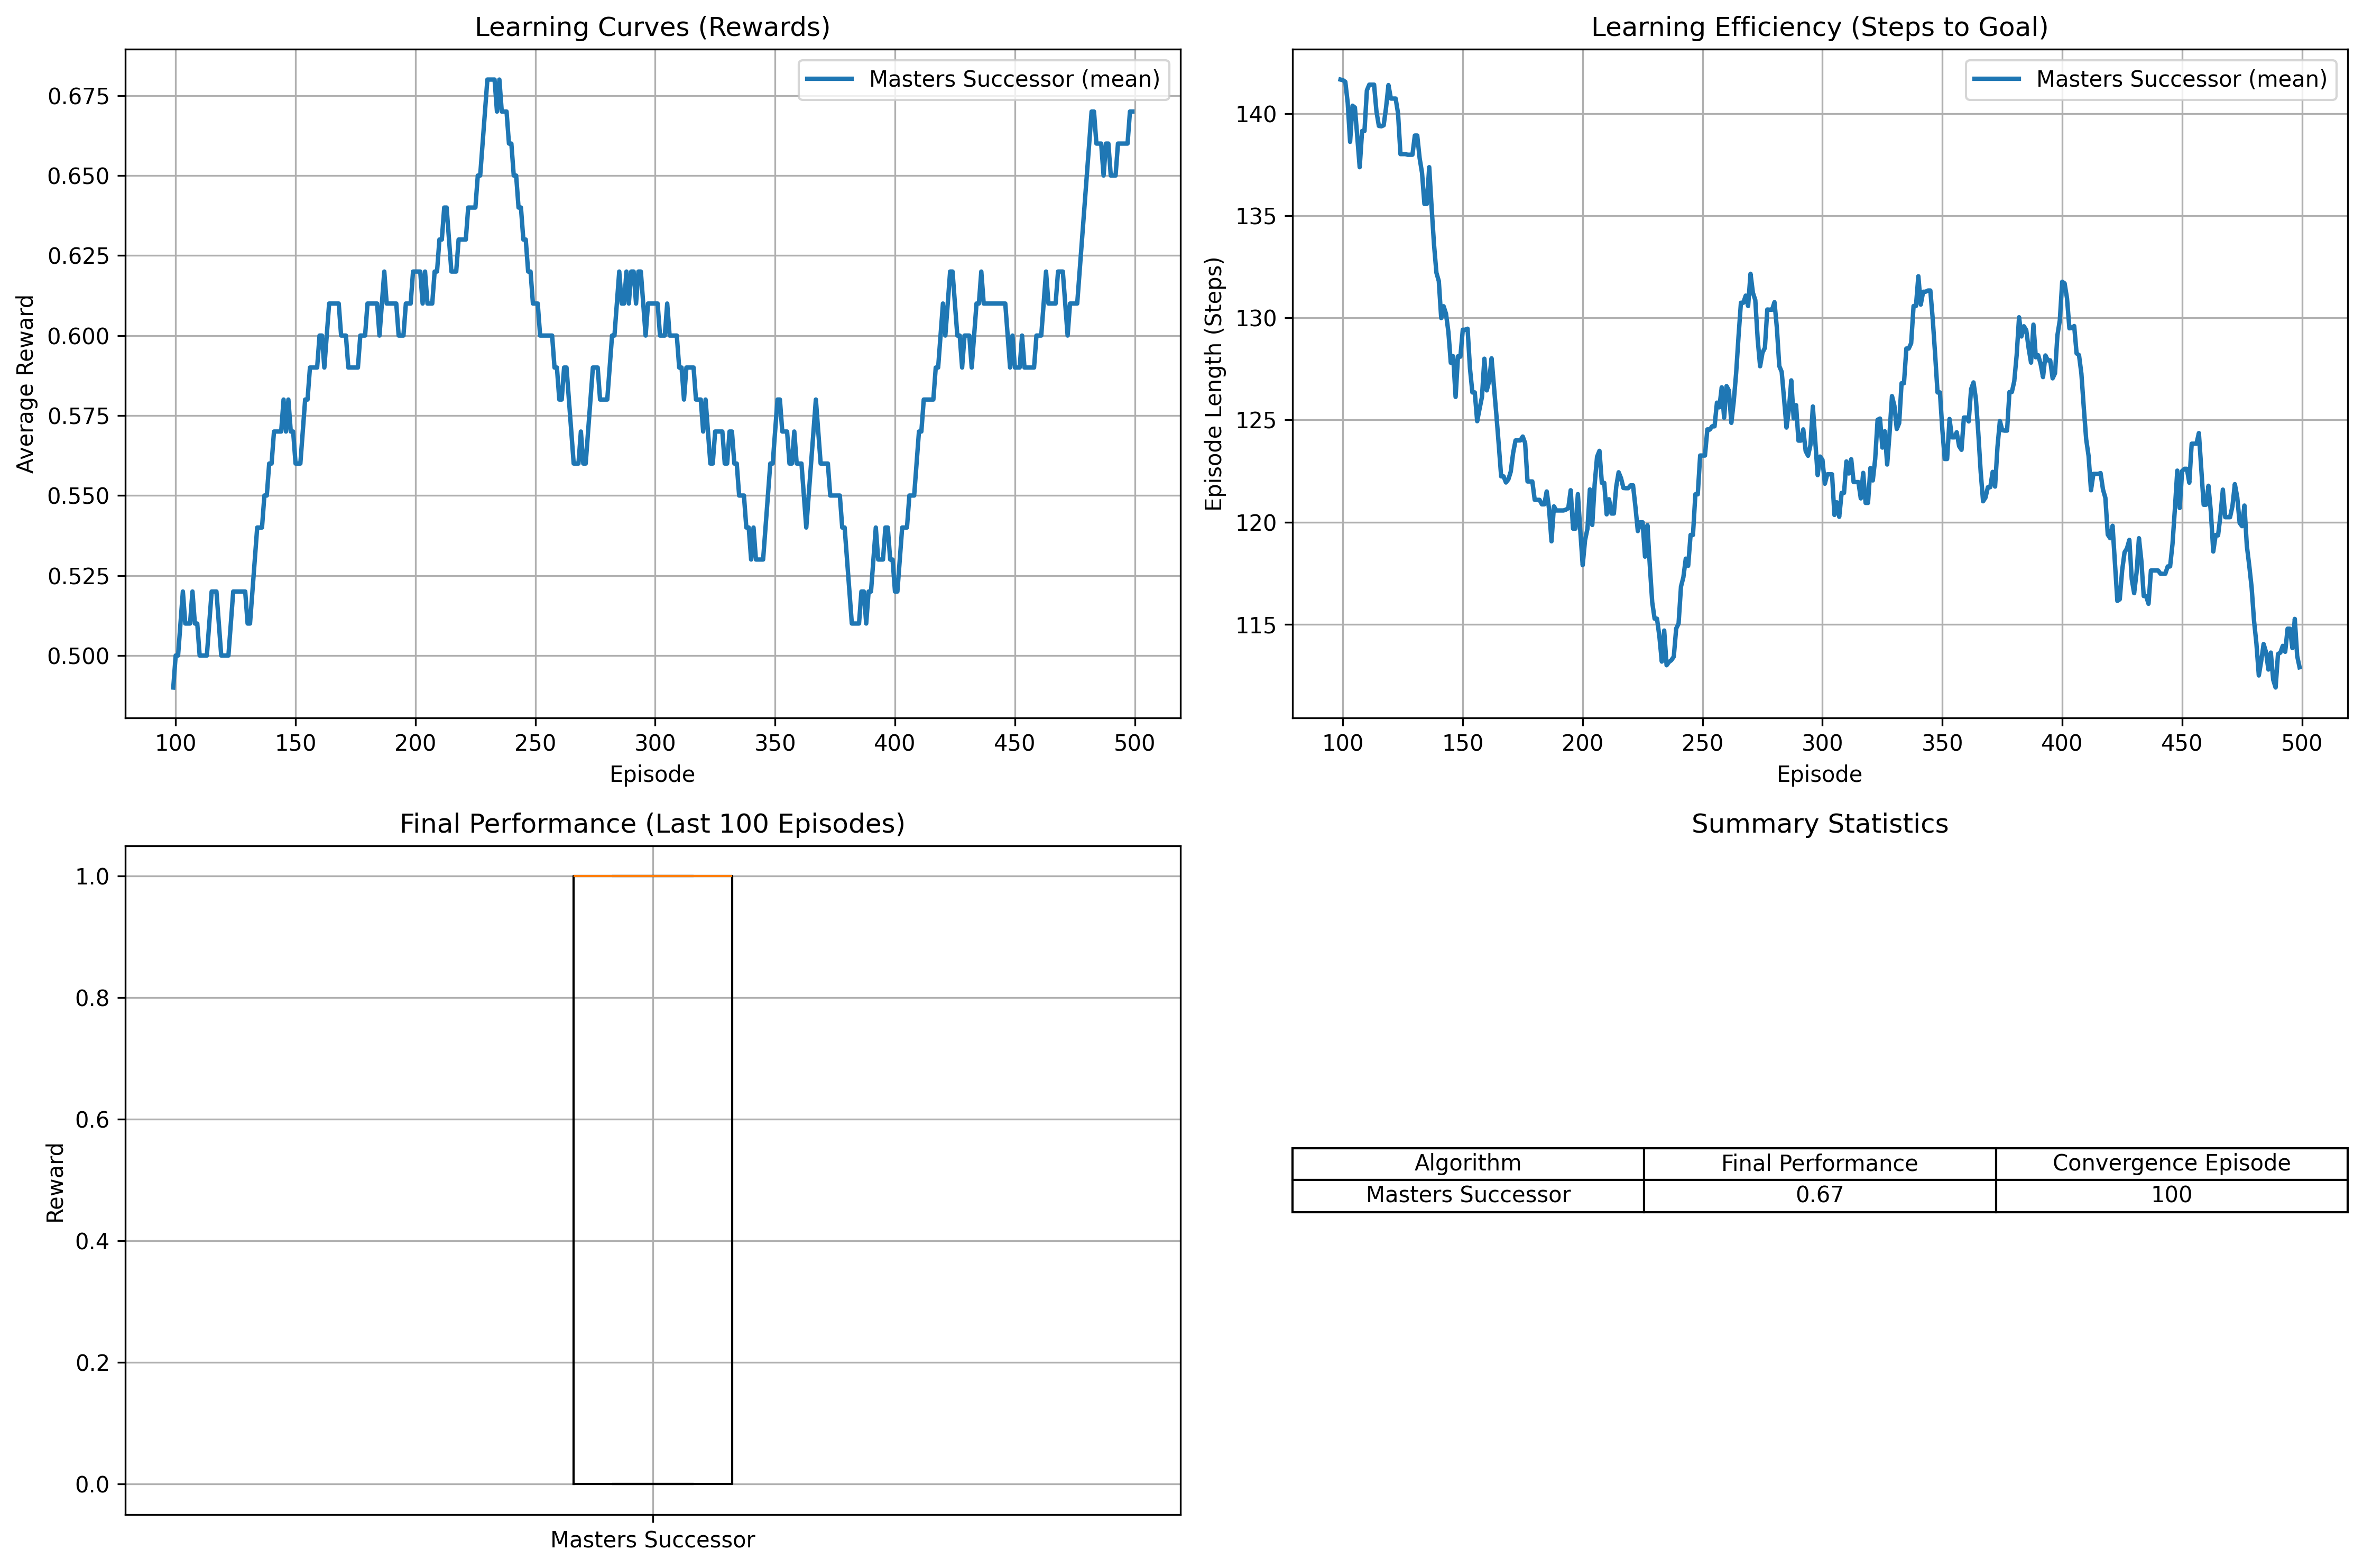 Learning Curves (Rewards)
Masters Successor (mean)
Average Reward
0.675
0.650
0.625
0.600
0.575
0.550
0.525
0.500
100 150 200 250 300 350 400 450 500
Episode
Learning Efficiency (Steps to Goal)
Masters Successor (mean)
Episode Length (Steps)
140
135
130
125
120
115
100 150 200 250 300 350 400 450 500
Episode
Final Performance (Last 100 Episodes)
Reward
1.0
0.8
0.6
0.4
0.2
0.0
Masters Successor
Summary Statistics
Algorithm Final Performance Convergence Episode
Masters Successor 0.67 100